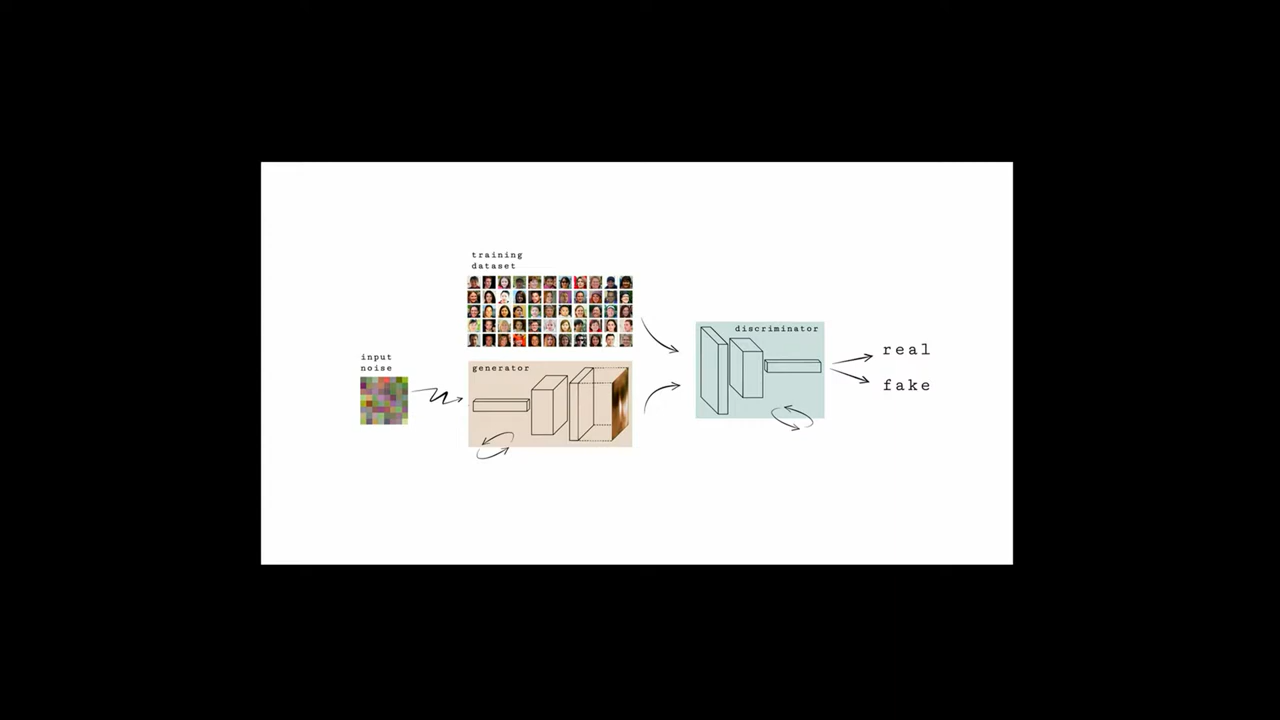 training
dataset
input
noise
generator
discriminator
real
fake